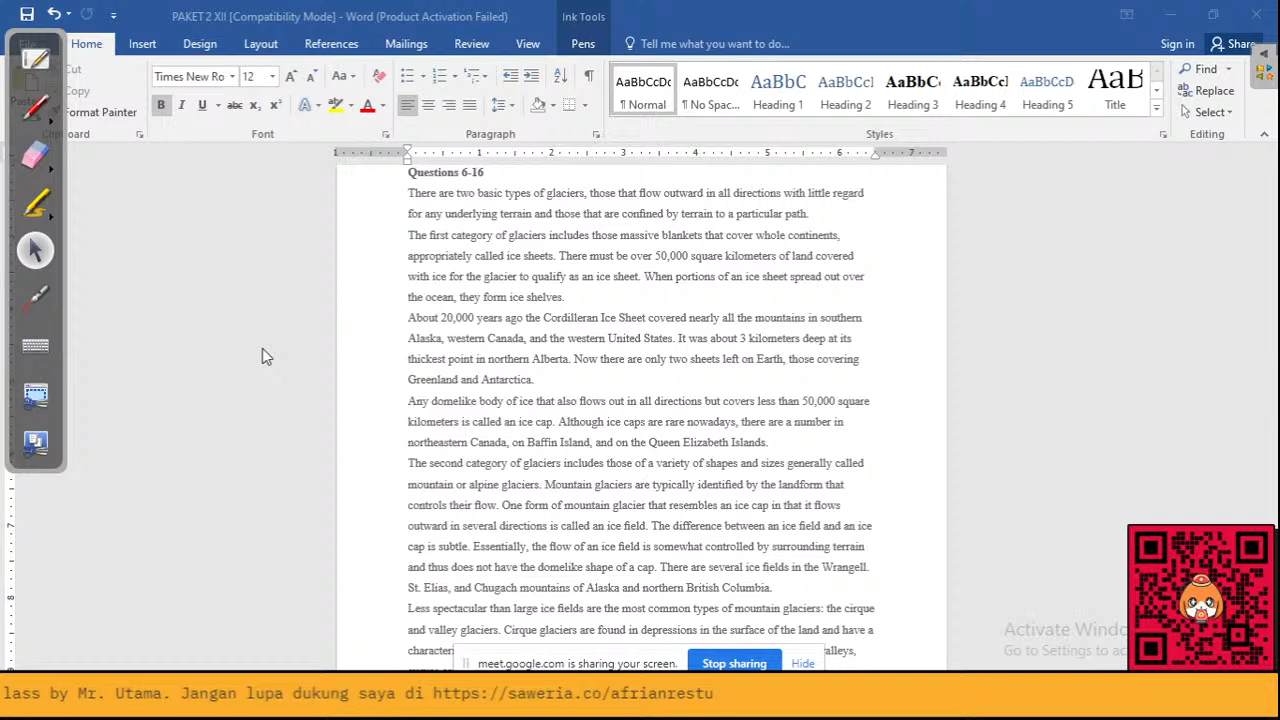 PAKET 2 XII [Compatibility Mode] - Word (Product Activation Failed)
Ink Tools
File Home Insert Design Layout References Mailings Review View Pens Tell me what you want to do... Sign in Share
Cut
Copy
Format Painter
Paste
Clipboard
Times New Ro 12
Font
Paragraph
AaBbCcDc AaBbCcDc AaBbC AaBbCcD AaBbC AaBbCcD AaBbCcD AaB
¶ Normal ¶ No Spac... Heading 1 Heading 2 Heading 3 Heading 4 Heading 5 Title
Styles
Find
Replace
Select
Editing
1 1 2 3 4 5 6 7
Questions 6-16
There are two basic types of glaciers, those that flow outward in all directions with little regard
for any underlying terrain and those that are confined by terrain to a particular path.
The first category of glaciers includes those massive blankets that cover whole continents,
appropriately called ice sheets. There must be over 50,000 square kilometers of land covered
with ice for the glacier to qualify as an ice sheet. When portions of an ice sheet spread out over
the ocean, they form ice shelves.
About 20,000 years ago the Cordilleran Ice Sheet covered nearly all the mountains in southern
Alaska, western Canada, and the western United States. It was about 3 kilometers deep at its
thickest point in northern Alberta. Now there are only two sheets left on Earth, those covering
Greenland and Antarctica.
Any domelike body of ice that also flows out in all directions but covers less than 50,000 square
kilometers is called an ice cap. Although ice caps are rare nowadays, there are a number in
northeastern Canada, on Baffin Island, and on the Queen Elizabeth Islands.
The second category of glaciers includes those of a variety of shapes and sizes generally called
mountain or alpine glaciers. Mountain glaciers are typically identified by the landform that
controls their flow. One form of mountain glacier that resembles an ice cap in that it flows
outward in several directions is called an ice field. The difference between an ice field and an ice
cap is subtle. Essentially, the flow of an ice field is somewhat controlled by surrounding terrain
and thus does not have the domelike shape of a cap. There are several ice fields in the Wrangell.
St. Elias, and Chugach mountains of Alaska and northern British Columbia.
Less spectacular than large ice fields are the most common types of mountain glaciers: the cirque
and valley glaciers. Cirque glaciers are found in depressions in the surface of the land and have a
7
8
meet.google.com is sharing your screen. Stop sharing Hide
lass by Mr. Utama. Jangan lupa dukung saya di https://saweria.co/afrianrestu